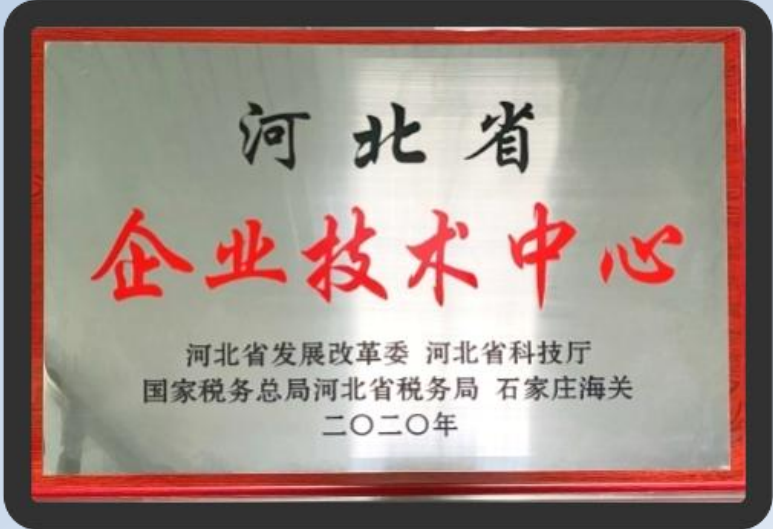 河北省
企业技术中心
河北省发展改革委 河北省科技厅
国家税务总局河北省税务局 石家庄海关
二〇二〇年